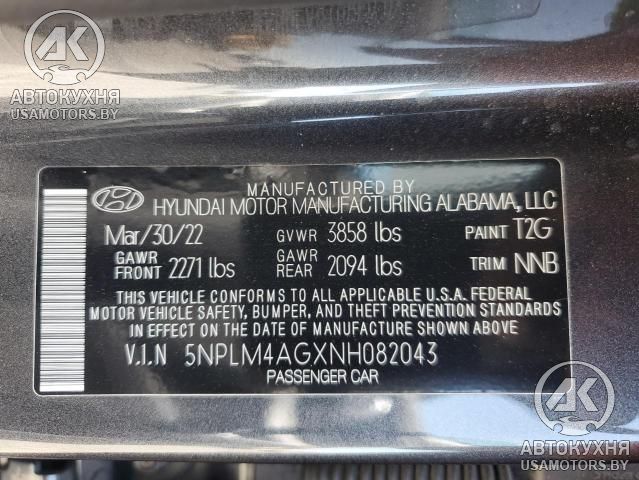 АК
АВТОКУХНЯ
USAMOTORS.BY
MANUFACTURED BY
HYUNDAI MOTOR MANUFACTURING ALABAMA, LLC
Mar/30/22 GVWR 3858 lbs PAINT T2G
GAWR FRONT 2271 lbs GAWR REAR 2094 lbs TRIM NNB
THIS VEHICLE CONFORMS TO ALL APPLICABLE U.S.A. FEDERAL
MOTOR VEHICLE SAFETY, BUMPER, AND THEFT PREVENTION STANDARDS
IN EFFECT ON THE DATE OF MANUFACTURE SHOWN ABOVE
V.I.N 5NPLM4AGXNH082043
PASSENGER CAR
АК
АВТОКУХНЯ
USAMOTORS.BY